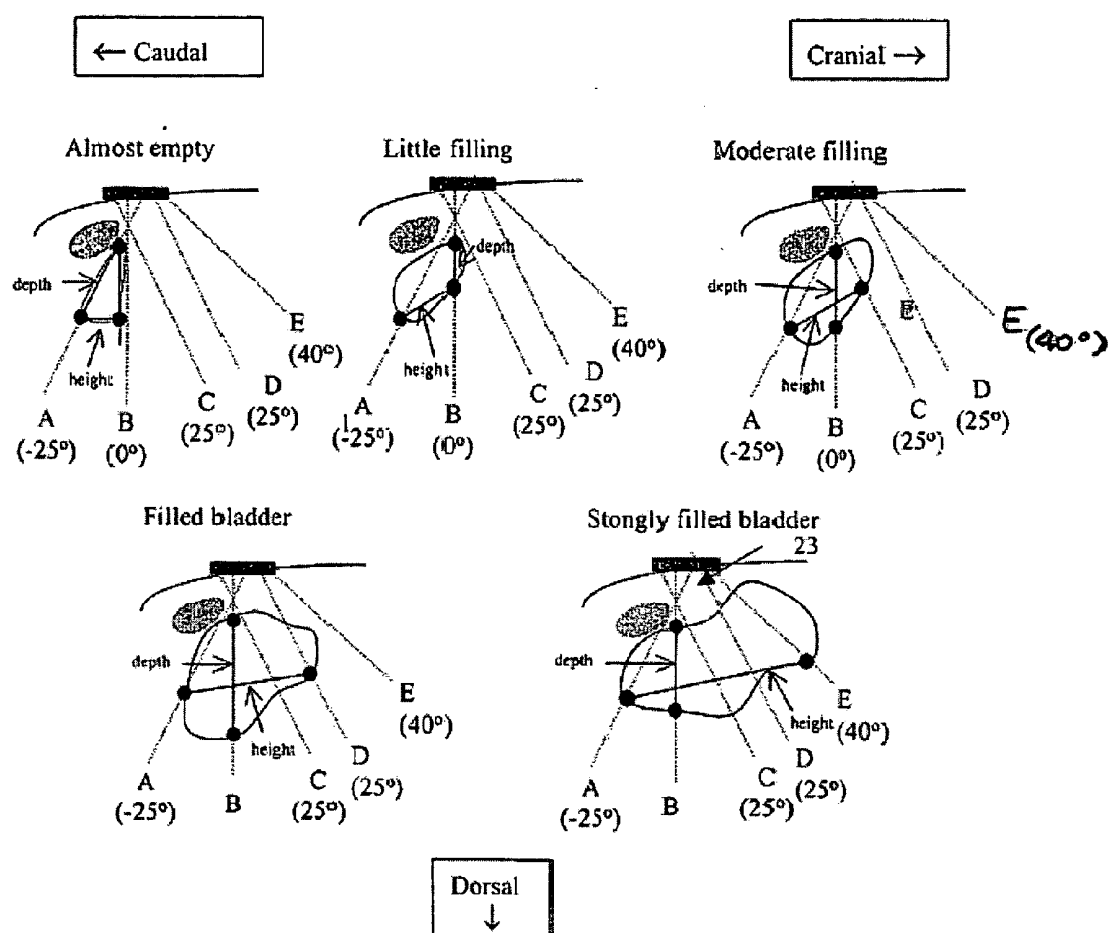 ← Caudal
Cranial →
Almost empty
depth
height
A
(-25°)
B
(0°)
C
(25°)
D
(25°)
E
(40°)
Little filling
depth
height
A
(-25°)
B
(0°)
C
(25°)
D
(25°)
E
(40°)
Moderate filling
depth
height
E
A
(-25°)
B
(0°)
C
(25°)
D
(25°)
E (40°)
Filled bladder
depth
height
A
(-25°)
B
C
(25°)
D
(25°)
E
(40°)
Stongly filled bladder
23
depth
height
A
(-25°)
B
C
(25°)
D
(25°)
E
(40°)
Dorsal
↓